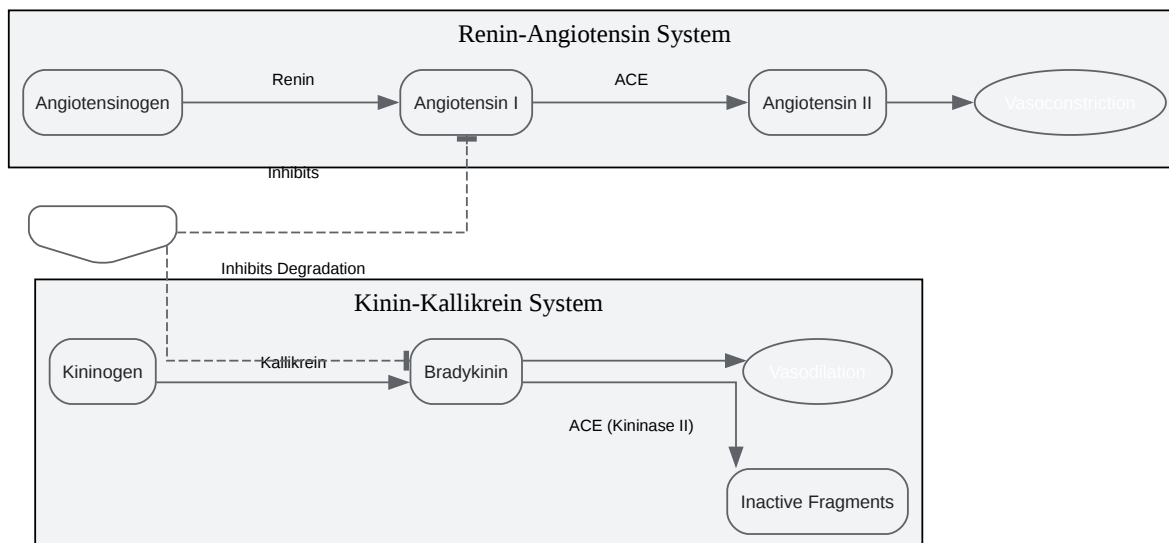 Renin-Angiotensin System
Renin
ACE
Angiotensinogen
Angiotensin I
Angiotensin II
Vasoconstriction
Inhibits
Inhibits Degradation
Kinin-Kallikrein System
Kallikrein
Kininogen
Bradykinin
Vasodilation
ACE (Kininase II)
Inactive Fragments